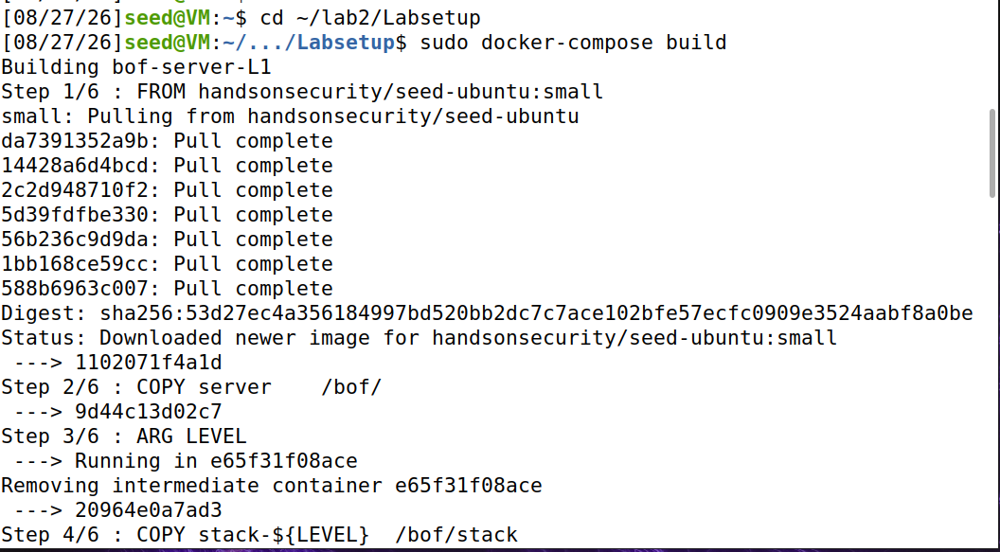 [08/27/26]seed@VM:~$ cd ~/lab2/Labsetup
[08/27/26]seed@VM:~/.../Labsetup$ sudo docker-compose build
Building bof-server-L1
Step 1/6 : FROM handsonsecurity/seed-ubuntu:small
small: Pulling from handsonsecurity/seed-ubuntu
da7391352a9b: Pull complete
14428a6d4bcd: Pull complete
2c2d948710f2: Pull complete
5d39fdfbe330: Pull complete
56b236c9d9da: Pull complete
1bb168ce59cc: Pull complete
588b6963c007: Pull complete
Digest: sha256:53d27ec4a356184997bd520bb2dc7c7ace102bfe57ecfc0909e3524aabf8a0be
Status: Downloaded newer image for handsonsecurity/seed-ubuntu:small
 ---> 1102071f4a1d
Step 2/6 : COPY server    /bof/
 ---> 9d44c13d02c7
Step 3/6 : ARG LEVEL
 ---> Running in e65f31f08ace
Removing intermediate container e65f31f08ace
 ---> 20964e0a7ad3
Step 4/6 : COPY stack-${LEVEL}  /bof/stack